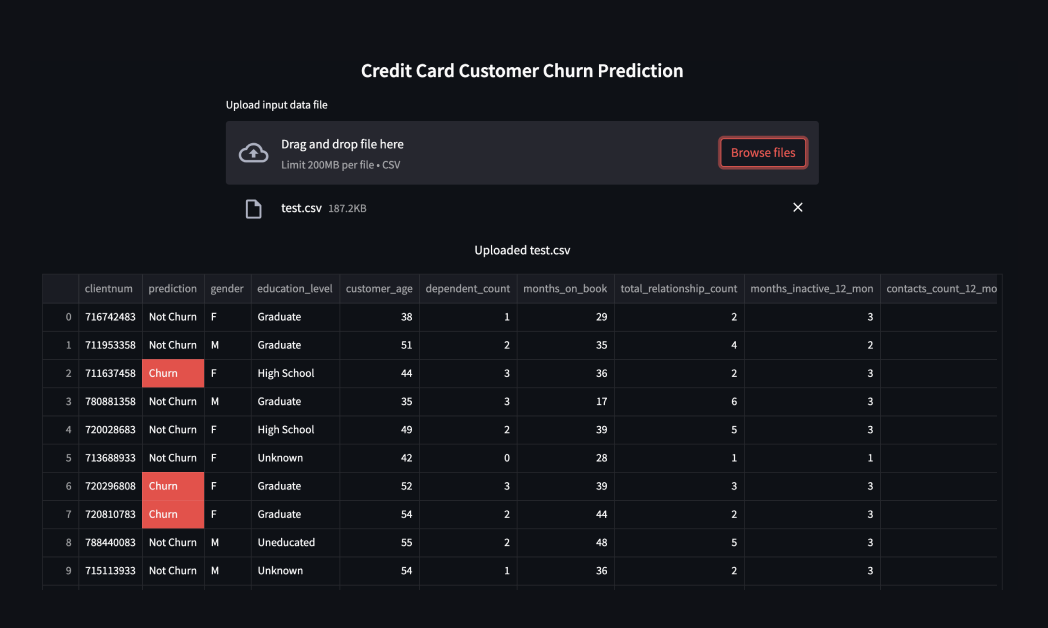 Credit Card Customer Churn Prediction
Upload input data file
Drag and drop file here
Limit 200MB per file • CSV
Browse files
test.csv 187.2KB
Uploaded test.csv
clientnum prediction gender education_level customer_age dependent_count months_on_book total_relationship_count months_inactive_12_mon contacts_count_12_mo
0 716742483 Not Churn F Graduate 38 1 29 2 3
1 711953358 Not Churn M Graduate 51 2 35 4 2
2 711637458 Churn F High School 44 3 36 2 3
3 780881358 Not Churn M Graduate 35 3 17 6 3
4 720028683 Not Churn F High School 49 2 39 5 3
5 713688933 Not Churn F Unknown 42 0 28 1 1
6 720296808 Churn F Graduate 52 3 39 3 3
7 720810783 Churn F Graduate 54 2 44 2 3
8 788440083 Not Churn M Uneducated 55 2 48 5 3
9 715113933 Not Churn M Unknown 54 1 36 2 3